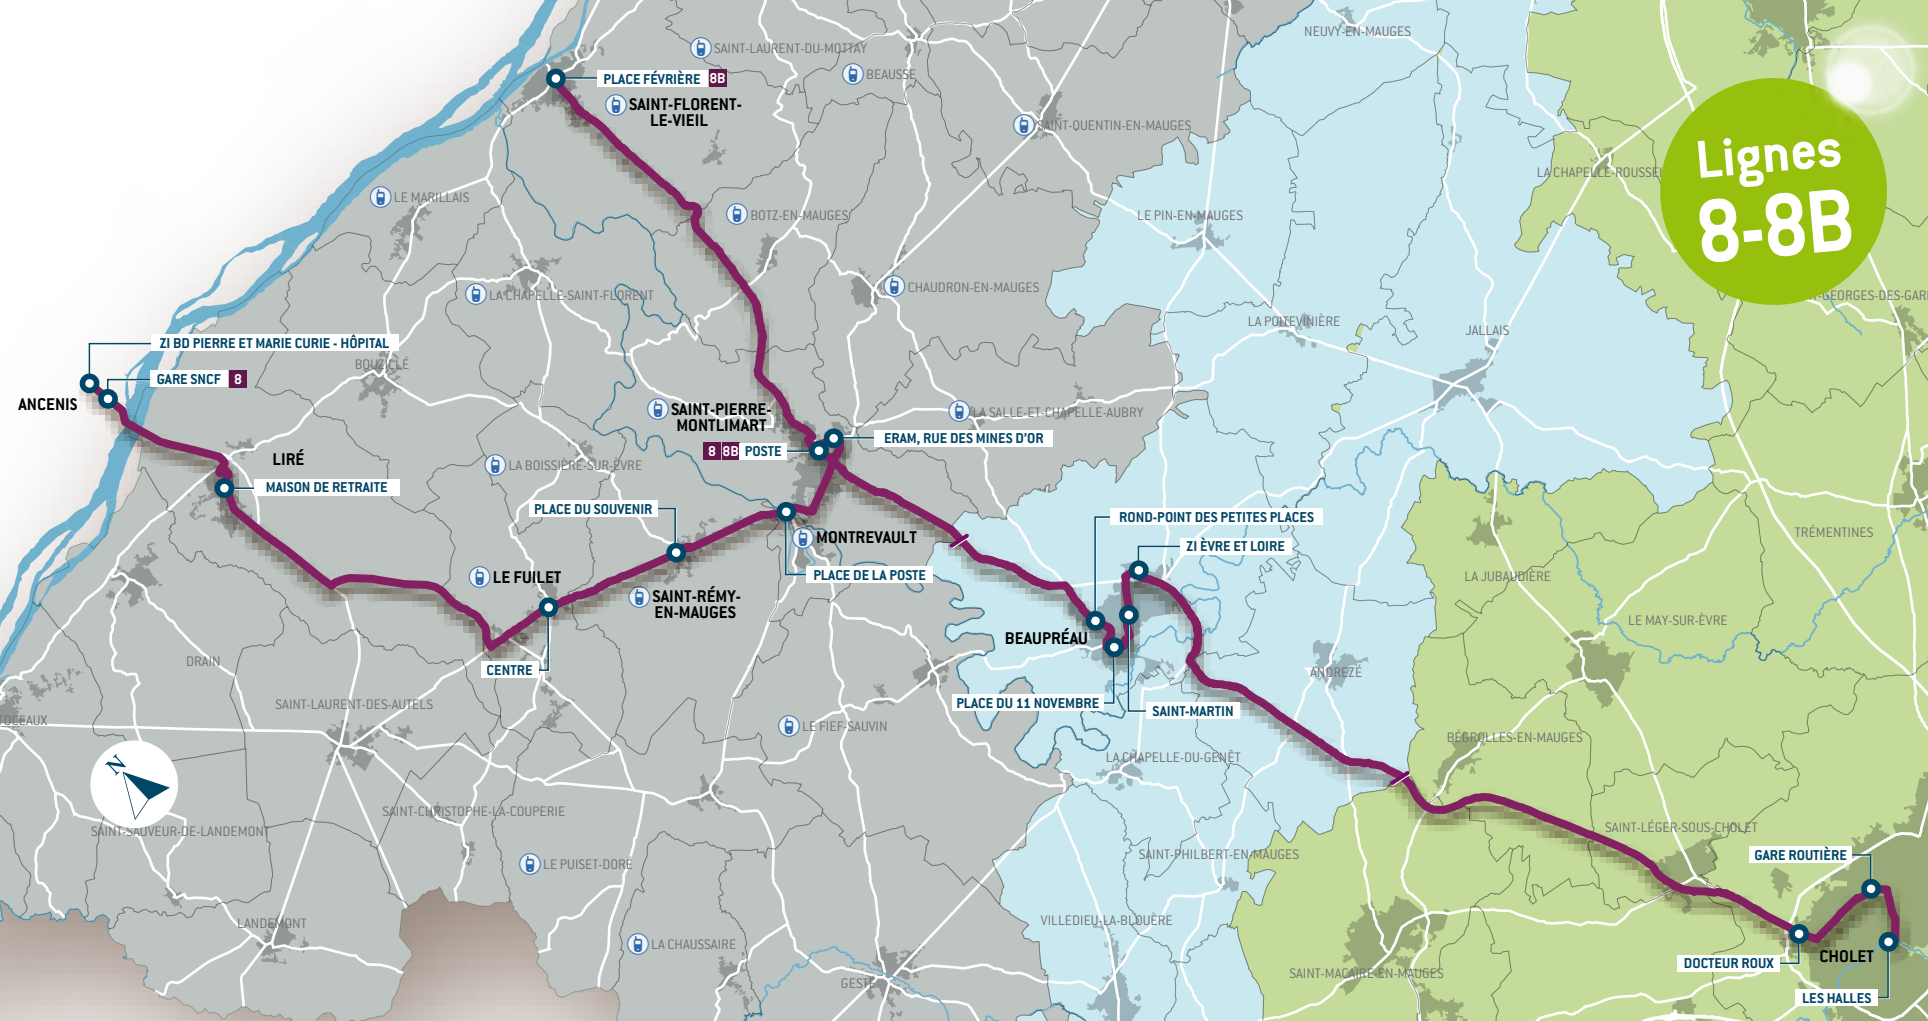 NEUVY-EN-MAUGES
SAINT-LAURENT-DU-MOTTAY
BEAUSSE
PLACE FÉVRIÈRE 8B
SAINT-FLORENT-
LE-VIEIL
SAINT-QUENTIN-EN-MAUGES
Lignes
8-8B
LE MARILLAIS
BOTZ-EN-MAUGES
LE PIN-EN-MAUGES
LA CHAPELLE-SAINT-FLORENT
CHAUDRON-EN-MAUGES
LA POITEVINIÈRE
JALLAIS
ZI BD PIERRE ET MARIE CURIE - HÔPITAL
BOUZILLÉ
GARE SNCF 8
ANCENIS
SAINT-PIERRE-
MONTLIMART
LA SALLE-ET-CHAPELLE-AUBRY
ERAM, RUE DES MINES D'OR
8 8B POSTE
LIRÉ
LA BOISSIÈRE-SUR-ÈVRE
MAISON DE RETRAITE
PLACE DU SOUVENIR
ROND-POINT DES PETITES PLACES
TRÉMENTINES
MONTREVAULT
ZI ÈVRE ET LOIRE
LE FUILET
PLACE DE LA POSTE
LA JUBAUDIÈRE
SAINT-RÉMY-
EN-MAUGES
LE MAY-SUR-ÈVRE
BEAUPRÉAU
DRAIN
CENTRE
ANDREZÉ
SAINT-LAURENT-DES-AUTELS
PLACE DU 11 NOVEMBRE
SAINT-MARTIN
LE FIEF-SAUVIN
BÉGROLLES-EN-MAUGES
LA CHAPELLE-DU-GENÊT
N
SAINT-CHRISTOPHE-LA-COUPERIE
SAINT-SAUVEUR-DE-LANDEMONT
SAINT-LÉGER-SOUS-CHOLET
SAINT-PHILBERT-EN-MAUGES
GARE ROUTIÈRE
LE PUISET-DORÉ
LANDEMONT
VILLEDIEU-LA-BLOUÈRE
LA CHAUSSAIRE
CHOLET
DOCTEUR ROUX
SAINT-MACAIRE-EN-MAUGES
GESTÉ
LES HALLES